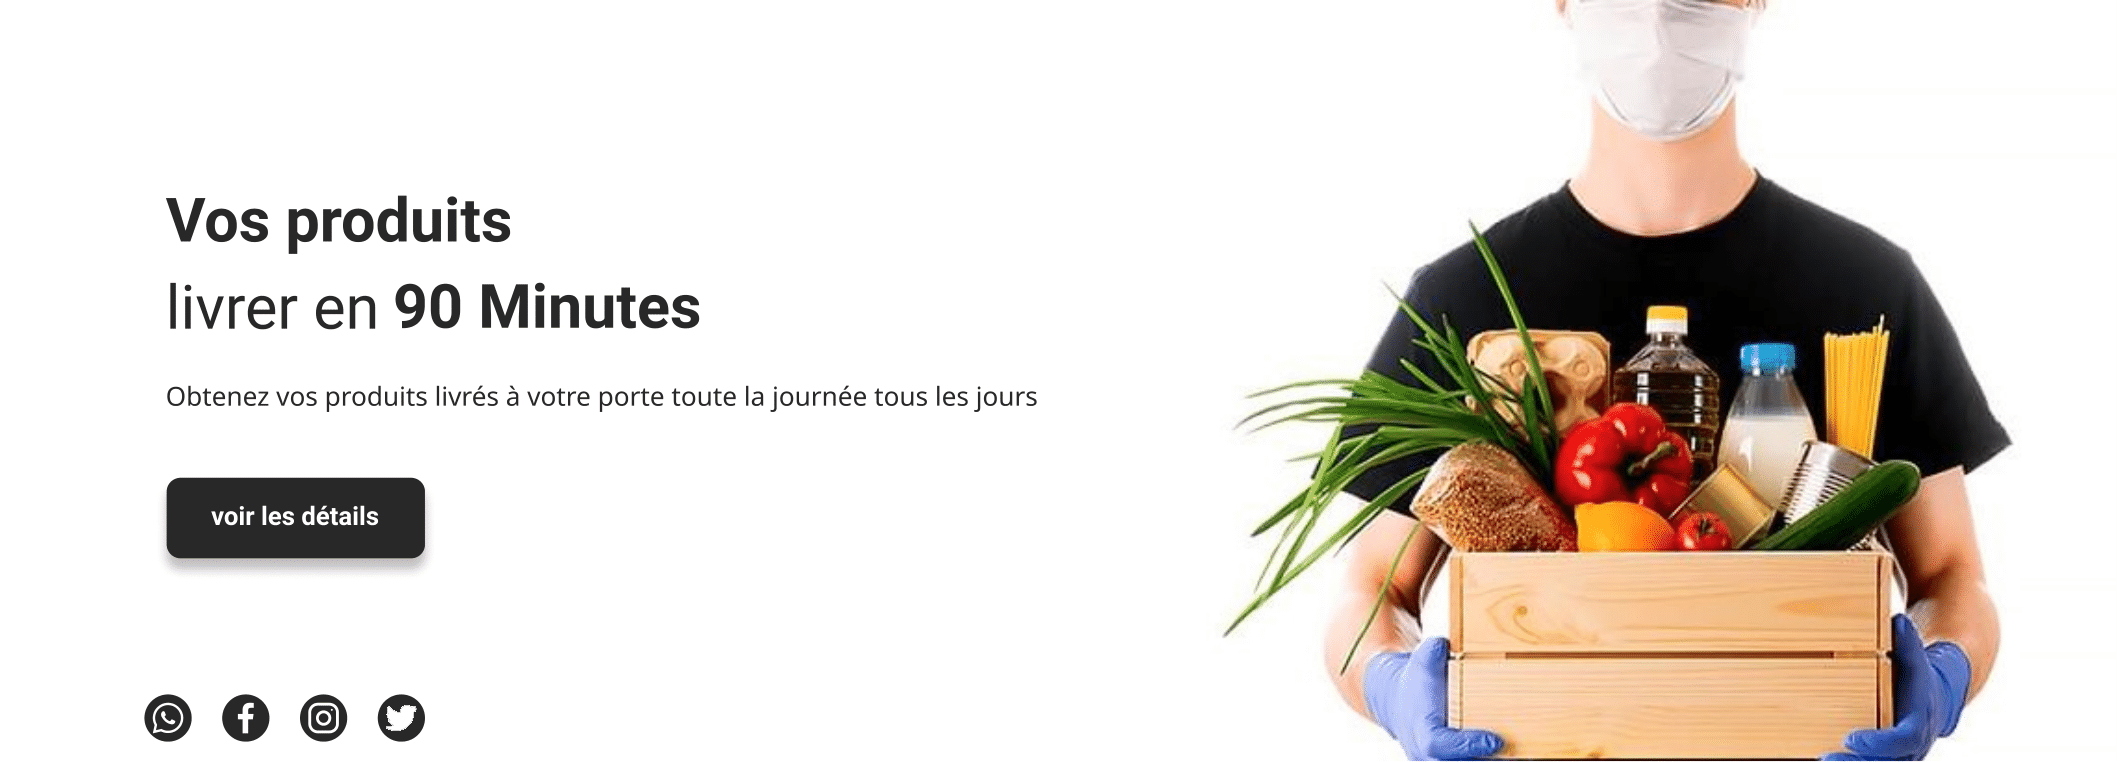 Vos produits
livrer en 90 Minutes
Obtenez vos produits livrés à votre porte toute la journée tous les jours
voir les détails